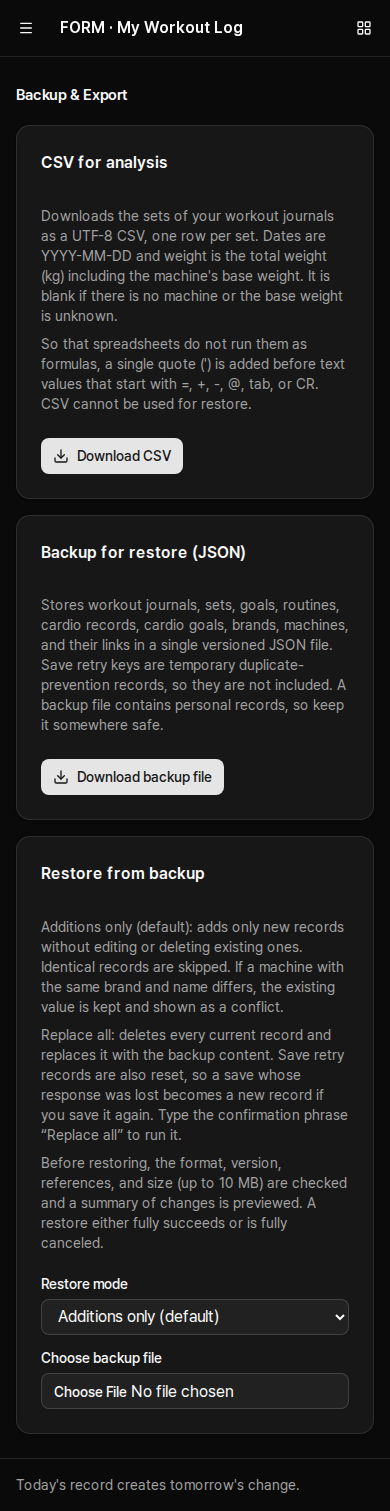 FORM · My Workout Log
Backup & Export
CSV for analysis
Downloads the sets of your workout journals
as a UTF-8 CSV, one row per set. Dates are
YYYY-MM-DD and weight is the total weight
(kg) including the machine's base weight. It is
blank if there is no machine or the base weight
is unknown.
So that spreadsheets do not run them as
formulas, a single quote (') is added before text
values that start with =, +, -, @, tab, or CR.
CSV cannot be used for restore.
Download CSV
Backup for restore (JSON)
Stores workout journals, sets, goals, routines,
cardio records, cardio goals, brands, machines,
and their links in a single versioned JSON file.
Save retry keys are temporary duplicate-
prevention records, so they are not included. A
backup file contains personal records, so keep
it somewhere safe.
Download backup file
Restore from backup
Additions only (default): adds only new records
without editing or deleting existing ones.
Identical records are skipped. If a machine with
the same brand and name differs, the existing
value is kept and shown as a conflict.
Replace all: deletes every current record and
replaces it with the backup content. Save retry
records are also reset, so a save whose
response was lost becomes a new record if
you save it again. Type the confirmation phrase
“Replace all” to run it.
Before restoring, the format, version,
references, and size (up to 10 MB) are checked
and a summary of changes is previewed. A
restore either fully succeeds or is fully
canceled.
Restore mode
Additions only (default)
Choose backup file
Choose File No file chosen
Today's record creates tomorrow's change.